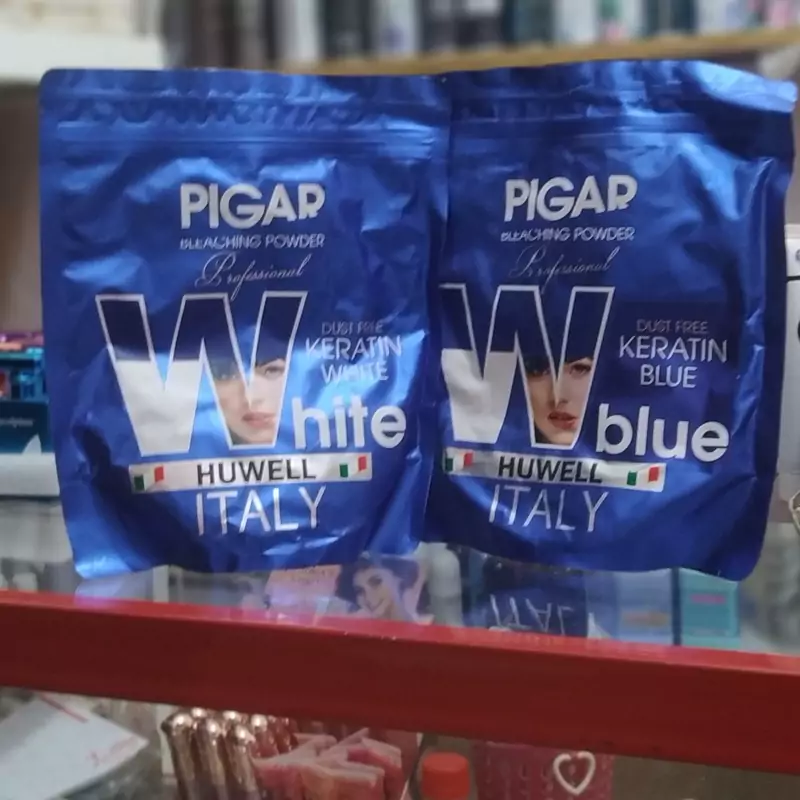 PIGAR
BLEACHING POWDER
Professional
DUST FREE
KERATIN
WHITE
White
HUWELL
ITALY
PIGAR
BLEACHING POWDER
Professional
DUST FREE
KERATIN
BLUE
W blue
HUWELL
ITALY